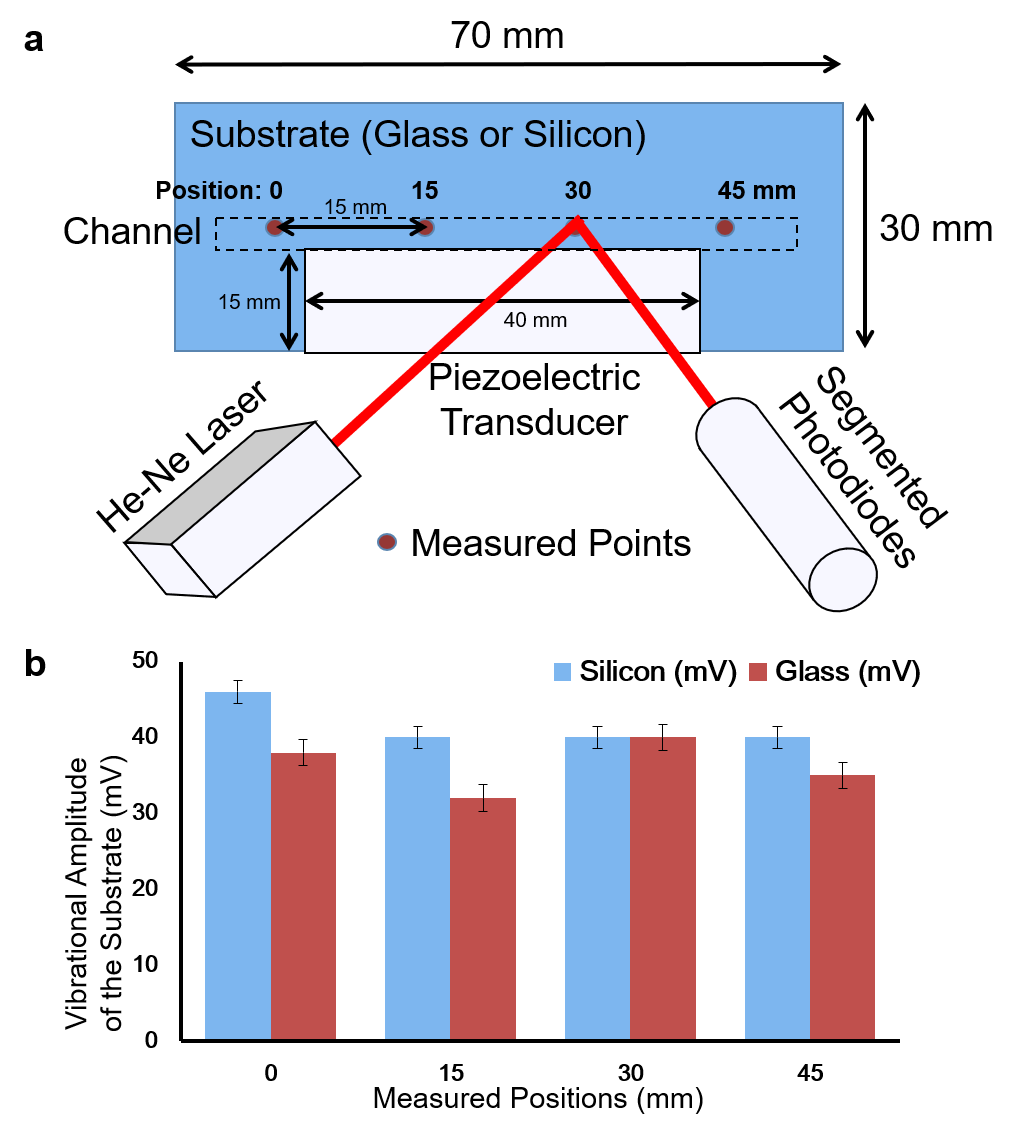 a
70 mm
Substrate (Glass or Silicon)
Position: 0 15 30 45 mm
15 mm
Channel
30 mm
15 mm
40 mm
Piezoelectric
Transducer
He-Ne Laser
Segmented
Photodiodes
Measured Points
b
Silicon (mV) Glass (mV)
50
40
30
20
10
0
Vibrational Amplitude
of the Substrate (mV)
0 15 30 45
Measured Positions (mm)